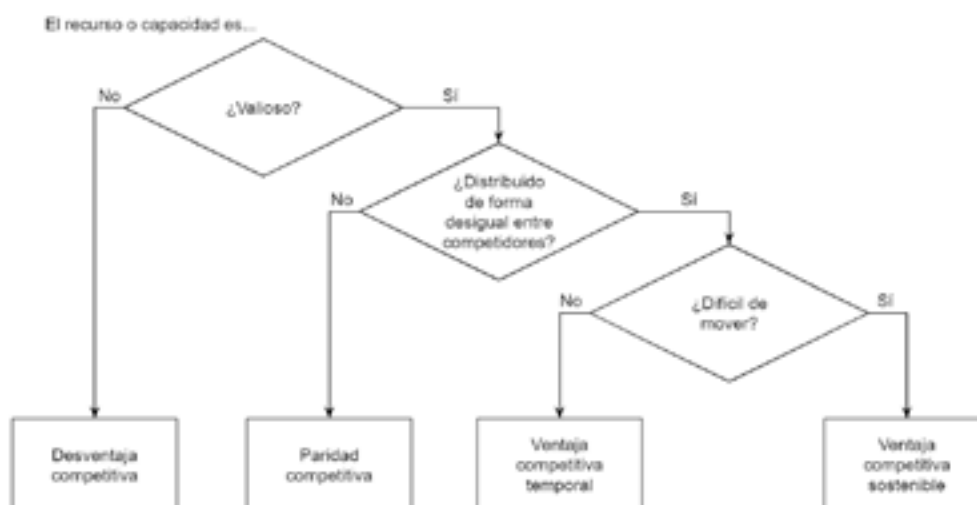 El recurso o capacidad es...
No
¿Valioso?
Sí
No
¿Distribuido
de forma
desigual entre
competidores?
Sí
No
¿Difícil de
mover?
Sí
Desventaja
competitiva
Paridad
competitiva
Ventaja
competitiva
temporal
Ventaja
competitiva
sostenible